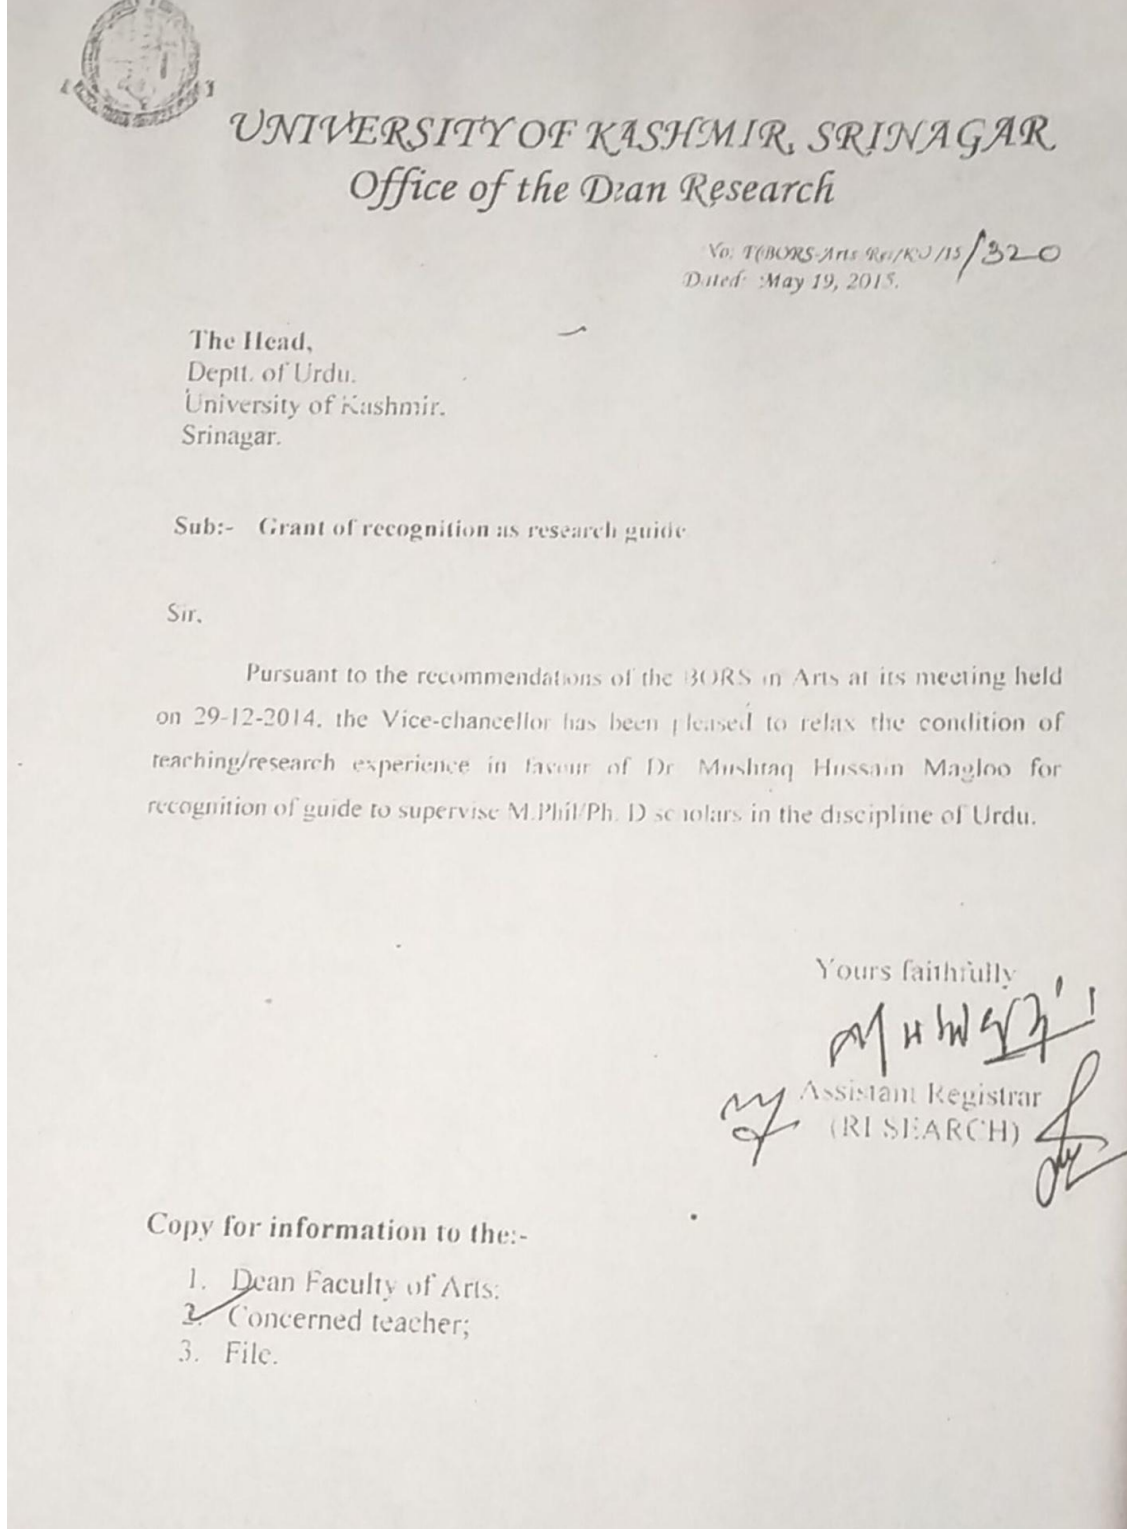 UNIVERSITY OF KASHMIR, SRINAGAR
Office of the Dean Research
No: F(BORS-Arts Res/KU/15/320
Dated: May 19, 2015.
The Head,
Deptt. of Urdu.
University of Kashmir.
Srinagar.
Sub:- Grant of recognition as research guide
Sir.
Pursuant to the recommendations of the BORS in Arts at its meeting held
on 29-12-2014, the Vice-chancellor has been pleased to relax the condition of
teaching/research experience in favour of Dr Mushtaq Hussain Magloo for
recognition of guide to supervise M.Phil/Ph. D scholars in the discipline of Urdu.
Yours faithfully
Assistant Registrar
(RESEARCH)
Copy for information to the:-
1. Dean Faculty of Arts;
2. Concerned teacher;
3. File.